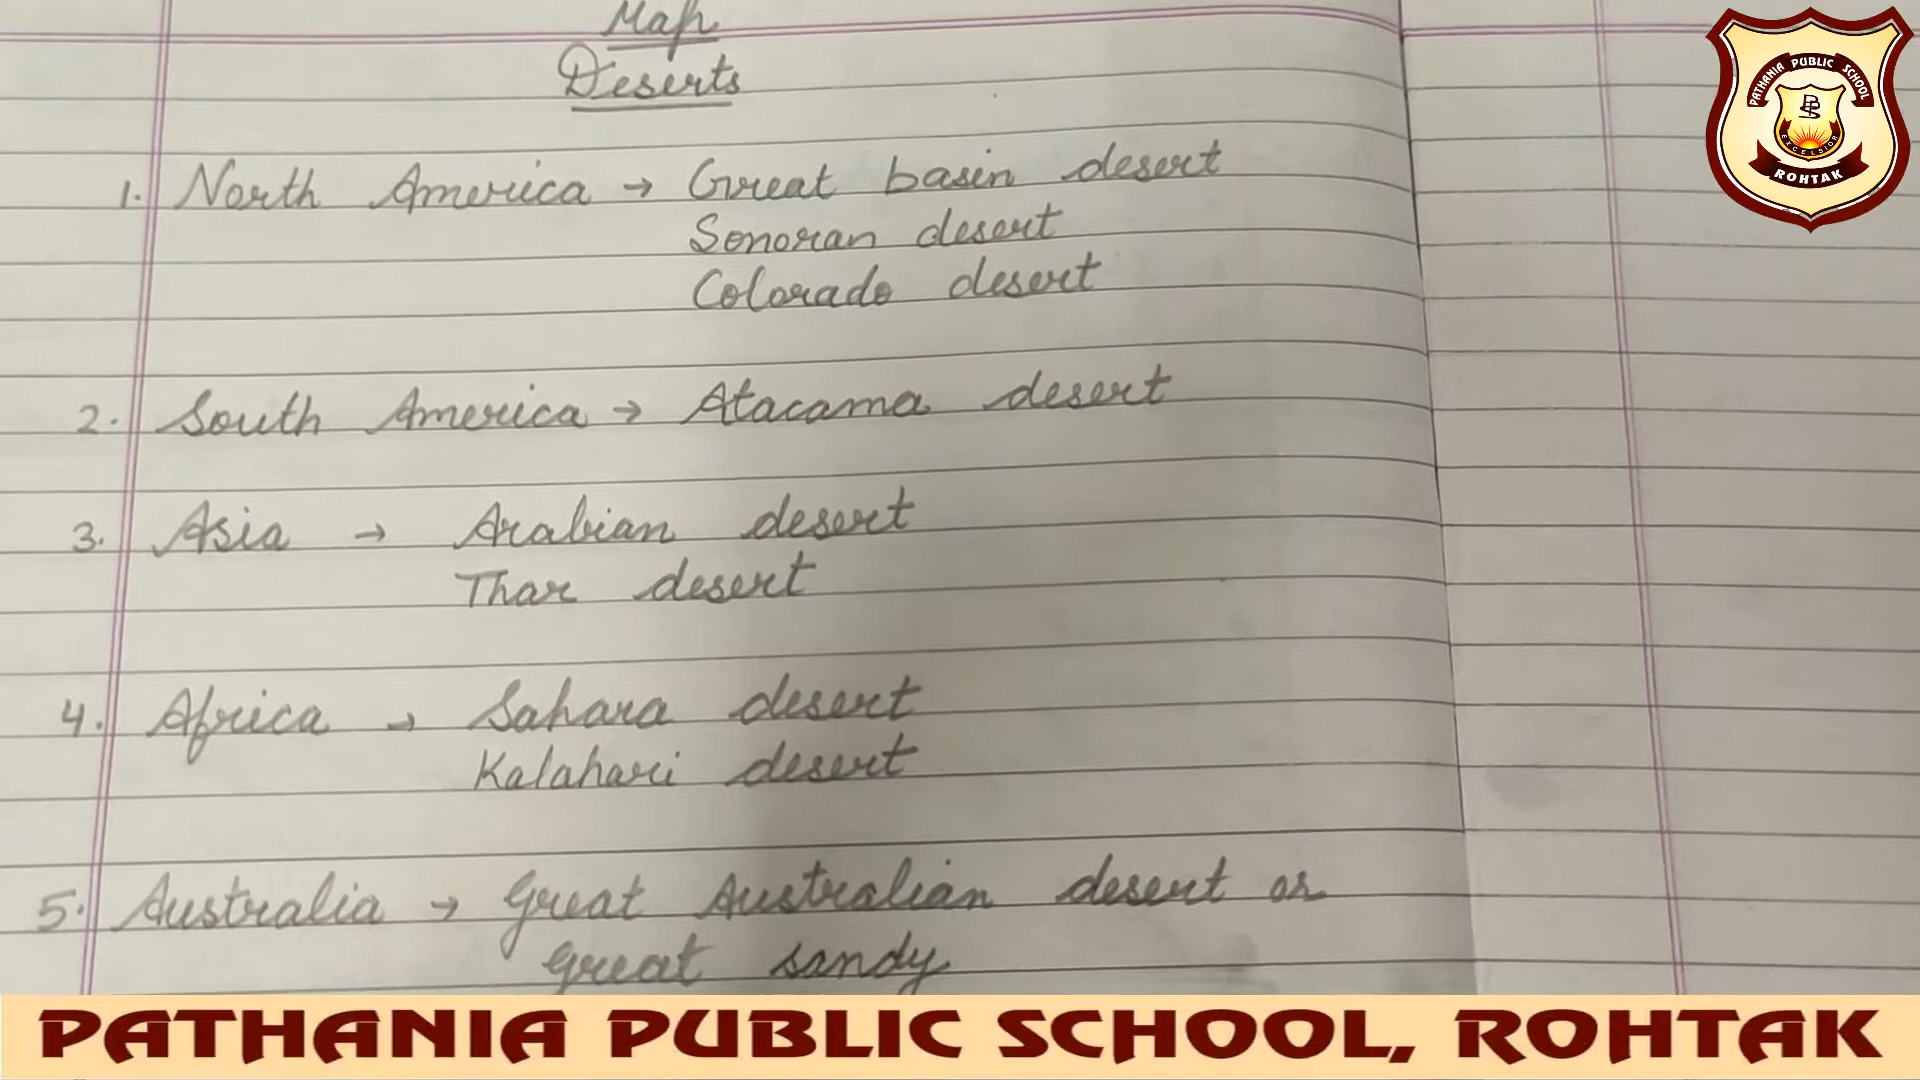 Map
Deserts
1. North America → Great basin desert
Sonoran desert
Colorado desert
2. South America → Atacama desert
3. Asia → Arabian desert
Thar desert
4. Africa → Sahara desert
Kalahari desert
5. Australia → Great Australian desert or
great sandy
PATHANIA PUBLIC SCHOOL
PPS
EXCELSIOR
ROHTAK
PATHANIA PUBLIC SCHOOL, ROHTAK